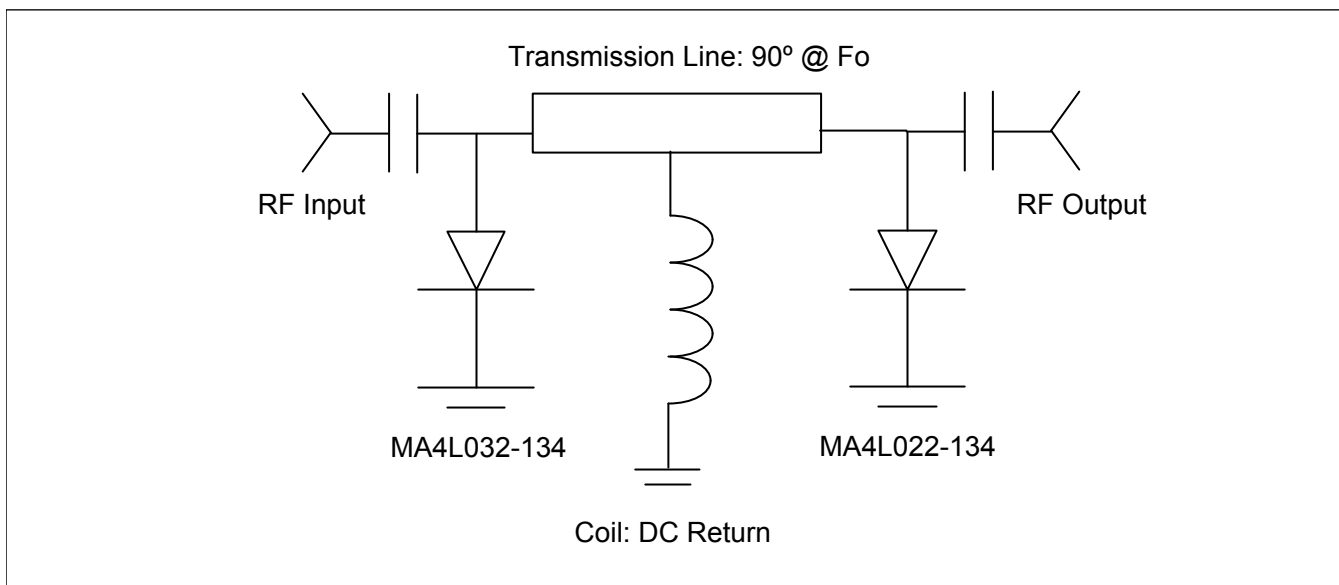 Transmission Line: 90º @ Fo
RF Input
RF Output
MA4L032-134
MA4L022-134
Coil: DC Return